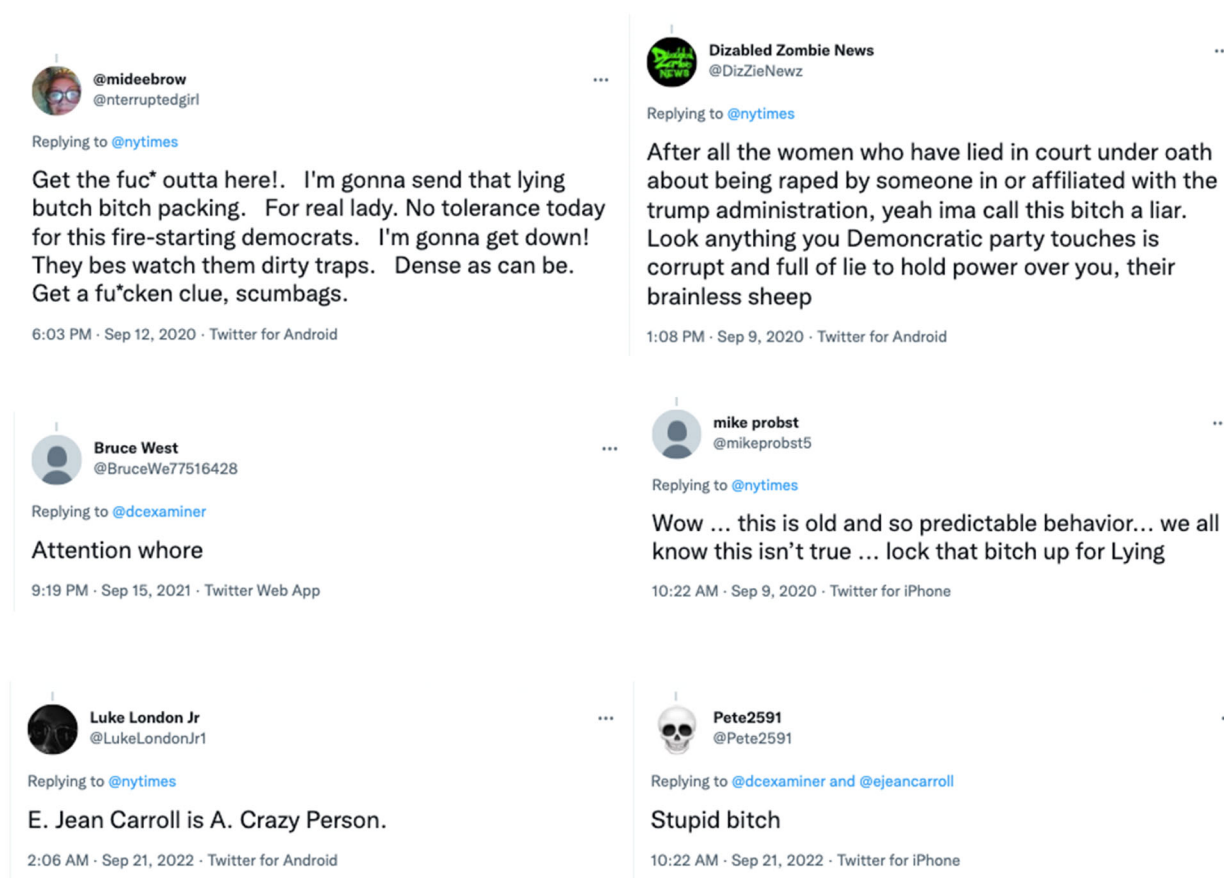 @mideebrow
@nterruptedgirl
Replying to @nytimes
Get the fuc* outta here!.   I'm gonna send that lying
butch bitch packing.   For real lady. No tolerance today
for this fire-starting democrats.   I'm gonna get down!
They bes watch them dirty traps.   Dense as can be.
Get a fu*cken clue, scumbags.
6:03 PM · Sep 12, 2020 · Twitter for Android
Dizabled Zombie News
@DizZieNewz
Replying to @nytimes
After all the women who have lied in court under oath
about being raped by someone in or affiliated with the
trump administration, yeah ima call this bitch a liar.
Look anything you Demoncratic party touches is
corrupt and full of lie to hold power over you, their
brainless sheep
1:08 PM · Sep 9, 2020 · Twitter for Android
Bruce West
@BruceWe77516428
Replying to @dcexaminer
Attention whore
9:19 PM · Sep 15, 2021 · Twitter Web App
mike probst
@mikeprobst5
Replying to @nytimes
Wow ... this is old and so predictable behavior... we all
know this isn't true ... lock that bitch up for Lying
10:22 AM · Sep 9, 2020 · Twitter for iPhone
Luke London Jr
@LukeLondonJr1
Replying to @nytimes
E. Jean Carroll is A. Crazy Person.
2:06 AM · Sep 21, 2022 · Twitter for Android
Pete2591
@Pete2591
Replying to @dcexaminer and @ejeancarroll
Stupid bitch
10:22 AM · Sep 21, 2022 · Twitter for iPhone